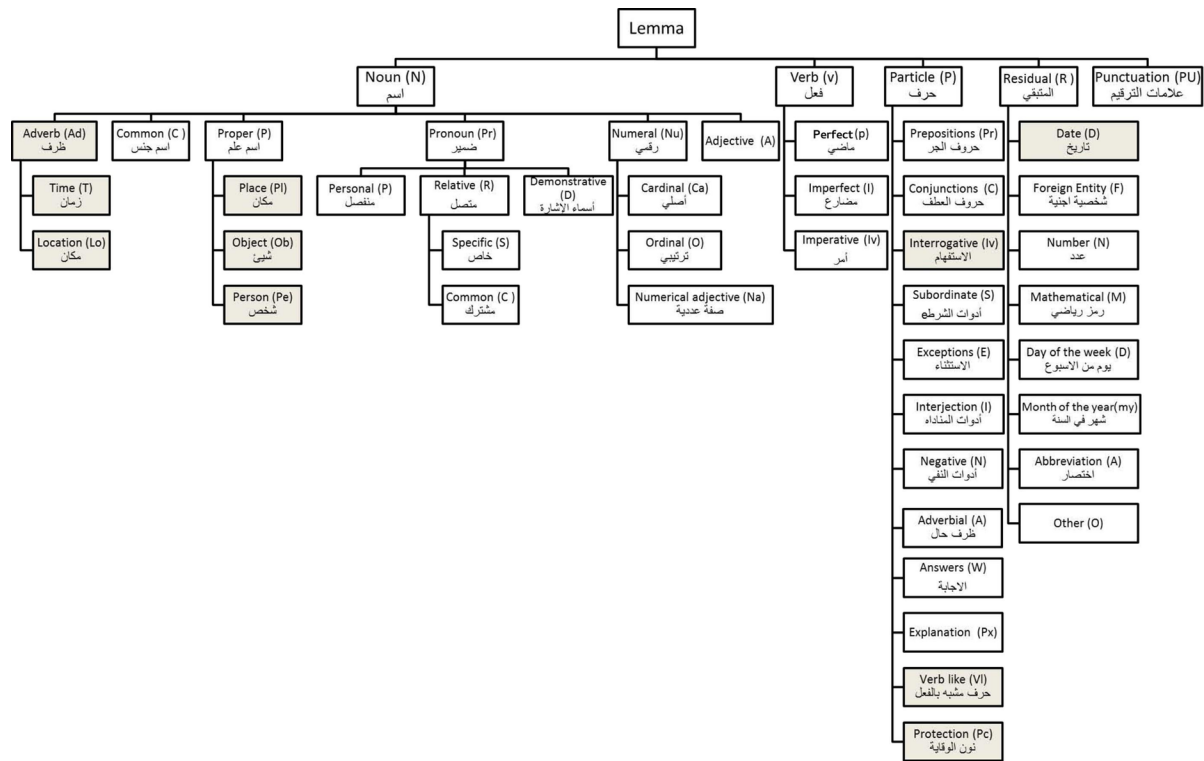 Lemma
Noun (N)
اسم
Verb (v)
فعل
Particle (P)
حرف
Residual (R )
المتبقي
Punctuation (PU)
علامات الترقيم
Adverb (Ad)
ظرف
Common (C )
اسم جنس
Proper (P)
اسم علم
Pronoun (Pr)
ضمير
Numeral (Nu)
رقمي
Adjective (A)
Time (T)
زمان
Location (Lo)
مكان
Place (Pl)
مكان
Object (Ob)
شيئ
Person (Pe)
شخص
Personal (P)
منفصل
Relative (R)
متصل
Demonstrative
(D)
أسماء الإشارة
Specific (S)
خاص
Common (C )
مشترك
Cardinal (Ca)
أصلي
Ordinal (O)
ترتيبي
Numerical adjective (Na)
صفة عددية
Perfect (p)
ماضي
Imperfect (I)
مضارع
Imperative (Iv)
أمر
Prepositions (Pr)
حروف الجر
Conjunctions (C)
حروف العطف
Interrogative (Iv)
الاستفهام
Subordinate (S)
أدوات الشرطe
Exceptions (E)
الاستثناء
Interjection (I)
أدوات المناداه
Negative (N)
أدوات النفي
Adverbial (A)
ظرف حال
Answers (W)
الاجابة
Explanation (Px)
Verb like (Vl)
حرف مشبه بالفعل
Protection (Pc)
نون الوقاية
Date (D)
تاريخ
Foreign Entity (F)
شخصية اجنبية
Number (N)
عدد
Mathematical (M)
رمز رياضي
Day of the week (D)
يوم من الاسبوع
Month of the year(my)
شهر في السنة
Abbreviation (A)
اختصار
Other (O)